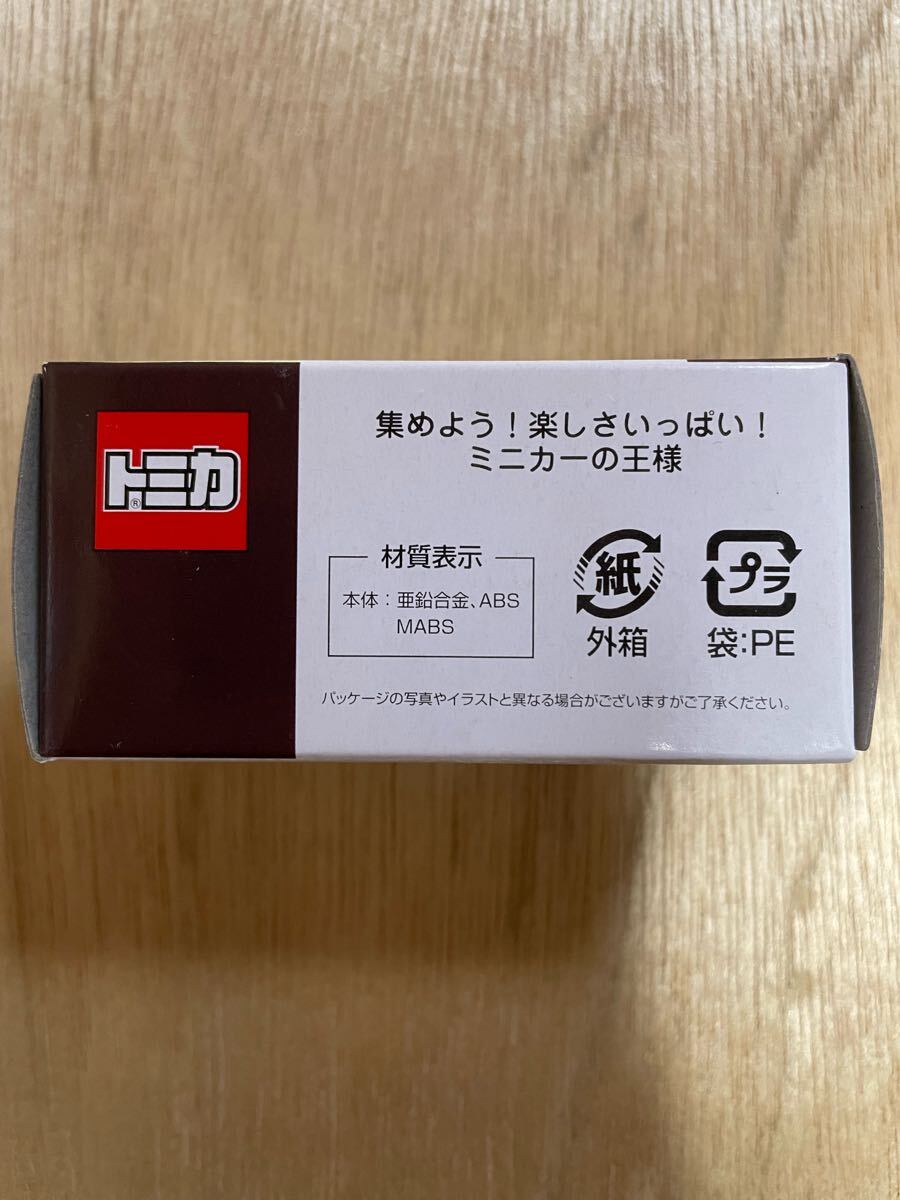 トミカ®
集めよう！楽しさいっぱい！
ミニカーの王様
材質表示
本体：亜鉛合金、ABS
MABS
紙
外箱
プラ
袋：PE
パッケージの写真やイラストと異なる場合がございますがご了承ください。